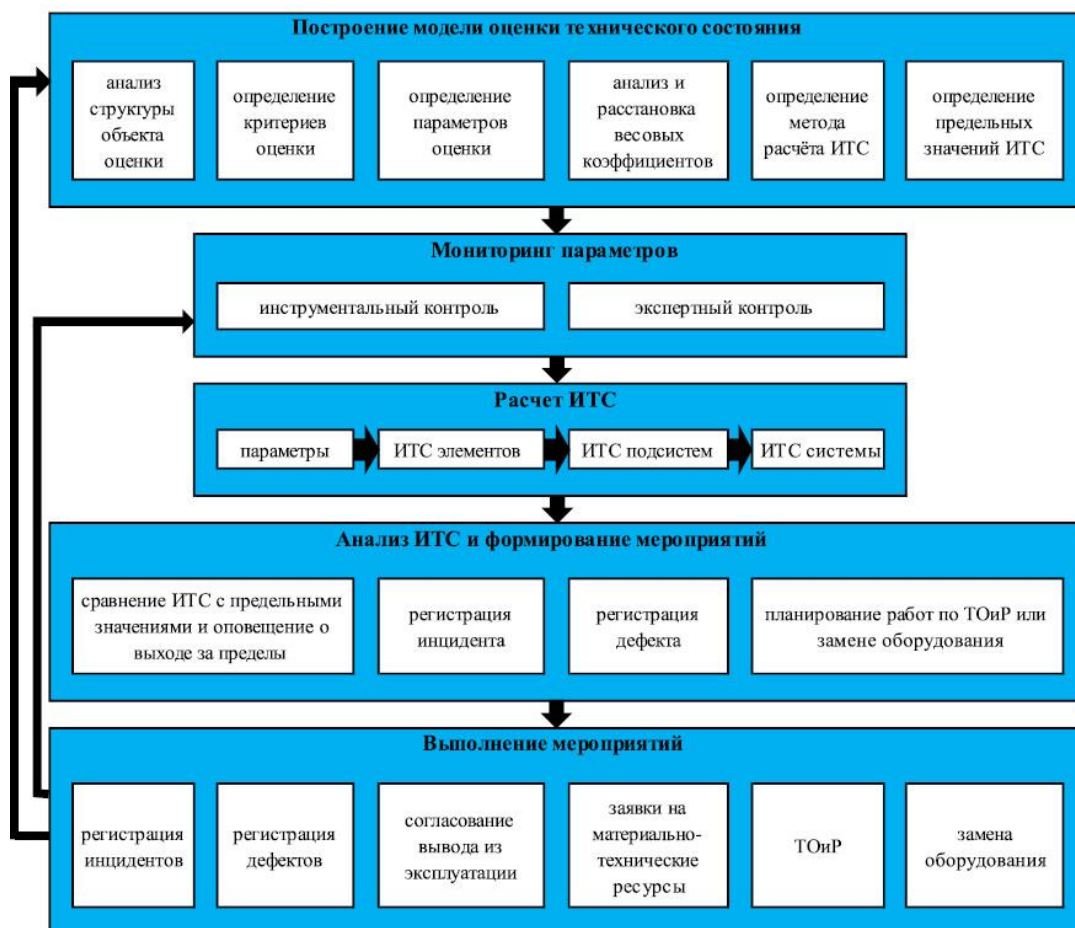 Построение модели оценки технического состояния
анализ
структуры
объекта
оценки
определение
критериев
оценки
определение
параметров
оценки
анализ и
расстановка
весовых
коэффициентов
определение
метода
расчёта ИТС
определение
предельных
значений ИТС
Мониторинг параметров
инструментальный контроль
экспертный контроль
Расчет ИТС
параметры
ИТС элементов
ИТС подсистем
ИТС системы
Анализ ИТС и формирование мероприятий
сравнение ИТС с предельными
значениями и оповещение о
выходе за пределы
регистрация
инцидента
регистрация
дефекта
планирование работ по ТОиР или
замене оборудования
Выполнение мероприятий
регистрация
инцидентов
регистрация
дефектов
согласование
вывода из
эксплуатации
заявки на
материально-
технические
ресурсы
ТОиР
замена
оборудования